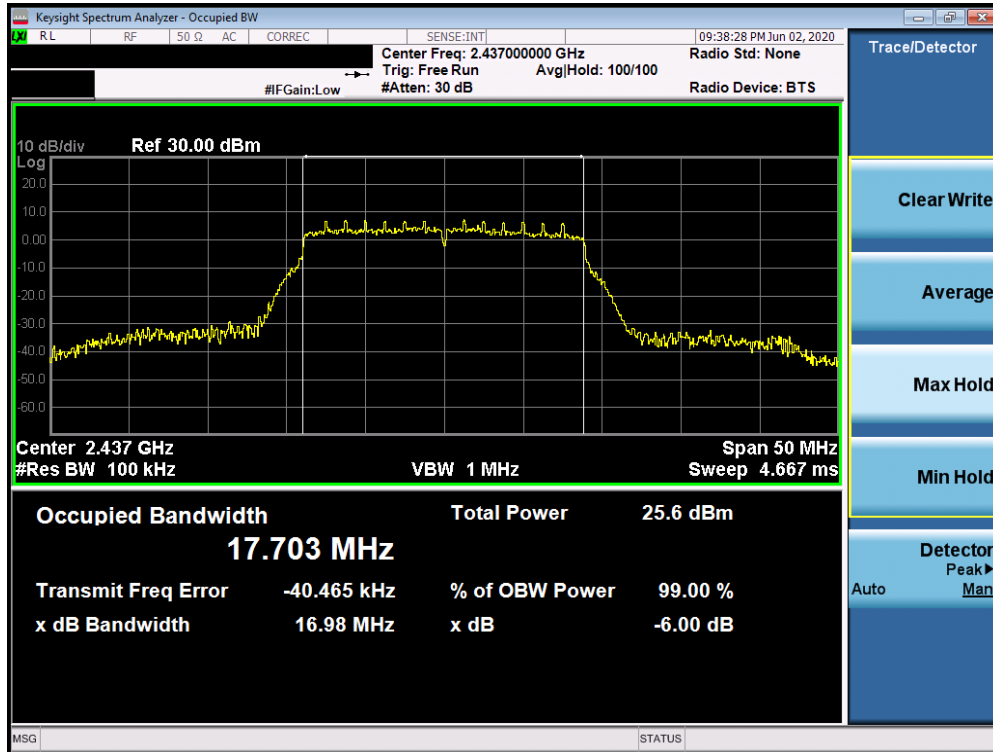 Keysight Spectrum Analyzer - Occupied BW
LXI RL RF 50 Ω AC CORREC SENSE:INT 09:38:28 PM Jun 02, 2020
Center Freq: 2.437000000 GHz Radio Std: None
Trig: Free Run Avg|Hold: 100/100
#IFGain:Low #Atten: 30 dB Radio Device: BTS
Trace/Detector
10 dB/div Ref 30.00 dBm
Log
20.0
10.0
0.00
-10.0
-20.0
-30.0
-40.0
-50.0
-60.0
Center 2.437 GHz Span 50 MHz
#Res BW 100 kHz VBW 1 MHz Sweep 4.667 ms
Occupied Bandwidth Total Power 25.6 dBm
17.703 MHz
Transmit Freq Error -40.465 kHz % of OBW Power 99.00 %
x dB Bandwidth 16.98 MHz x dB -6.00 dB
Clear Write
Average
Max Hold
Min Hold
Detector
Peak▶
Auto Man
MSG STATUS